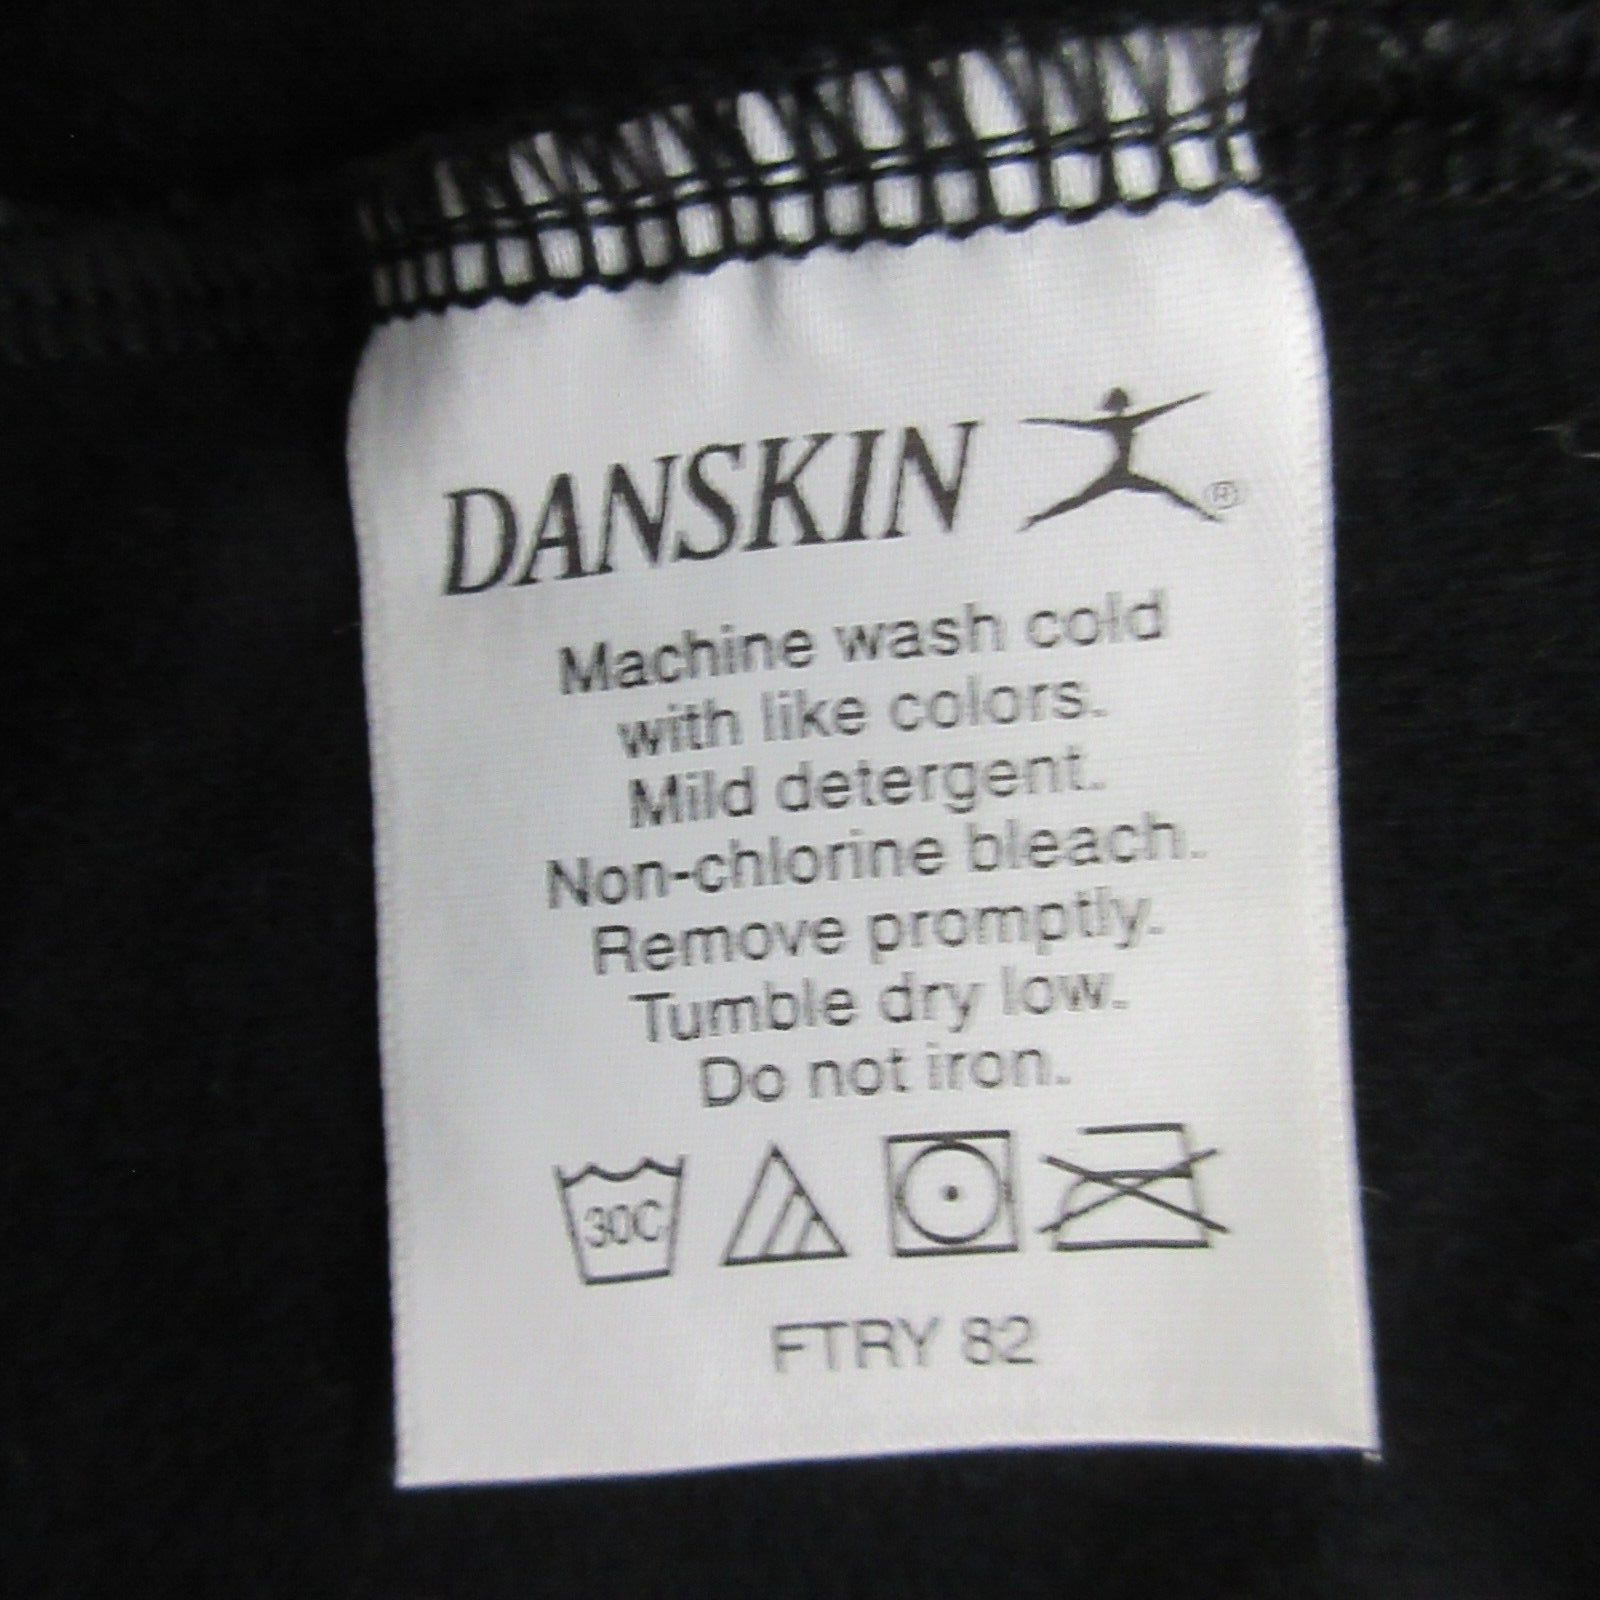 DANSKIN ®
Machine wash cold
with like colors.
Mild detergent.
Non-chlorine bleach.
Remove promptly.
Tumble dry low.
Do not iron.
30C
FTRY 82